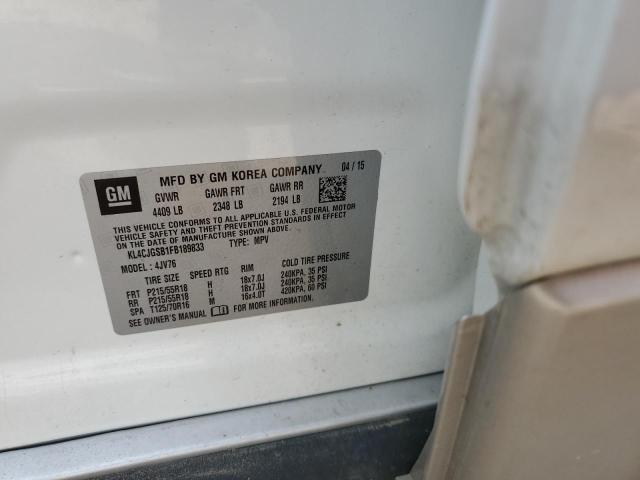 GM
MFD BY GM KOREA COMPANY 04 / 15
GVWR GAWR FRT GAWR RR
4409 LB 2348 LB 2194 LB
THIS VEHICLE CONFORMS TO ALL APPLICABLE U.S. FEDERAL MOTOR
VEHICLE SAFETY AND THEFT PREVENTION STANDARDS IN EFFECT
ON THE DATE OF MANUFACTURE SHOWN ABOVE.
KL4CJGSB1FB189833 TYPE: MPV
MODEL : 4JV76
TIRE SIZE SPEED RTG RIM COLD TIRE PRESSURE
FRT P215/55R18 H 18x7.0J 240KPA, 35 PSI
RR P215/55R18 H 18x7.0J 240KPA, 35 PSI
SPA T125/70R16 M 16x4.0T 420KPA, 60 PSI
SEE OWNER'S MANUAL FOR MORE INFORMATION.